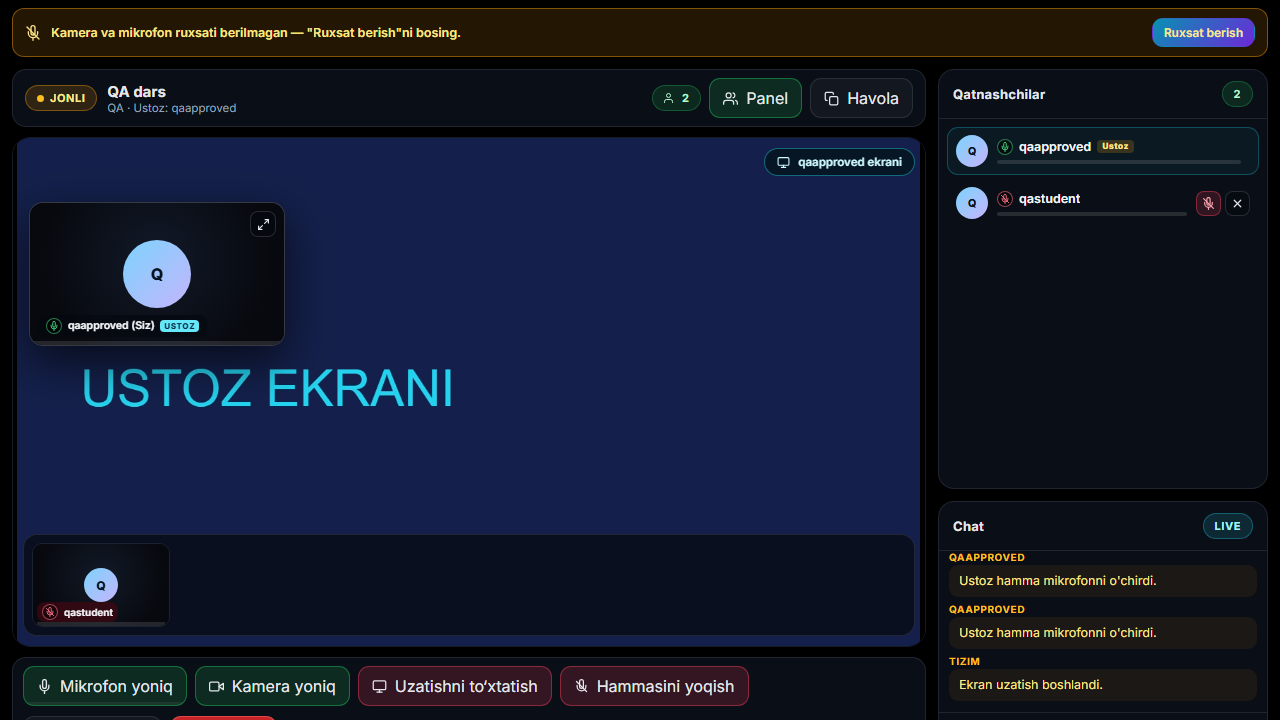 Kamera va mikrofon ruxsati berilmagan — "Ruxsat berish"ni bosing.
Ruxsat berish
JONLI
QA dars
QA · Ustoz: qaapproved
2
Panel
Havola
qaapproved ekrani
Q
qaapproved (Siz) USTOZ
USTOZ EKRANI
Q
qastudent
Mikrofon yoniq
Kamera yoniq
Uzatishni to‘xtatish
Hammasini yoqish
Qatnashchilar
2
Q
qaapproved Ustoz
Q
qastudent
Chat
LIVE
QAAPPROVED
Ustoz hamma mikrofonni o'chirdi.
QAAPPROVED
Ustoz hamma mikrofonni o'chirdi.
TIZIM
Ekran uzatish boshlandi.